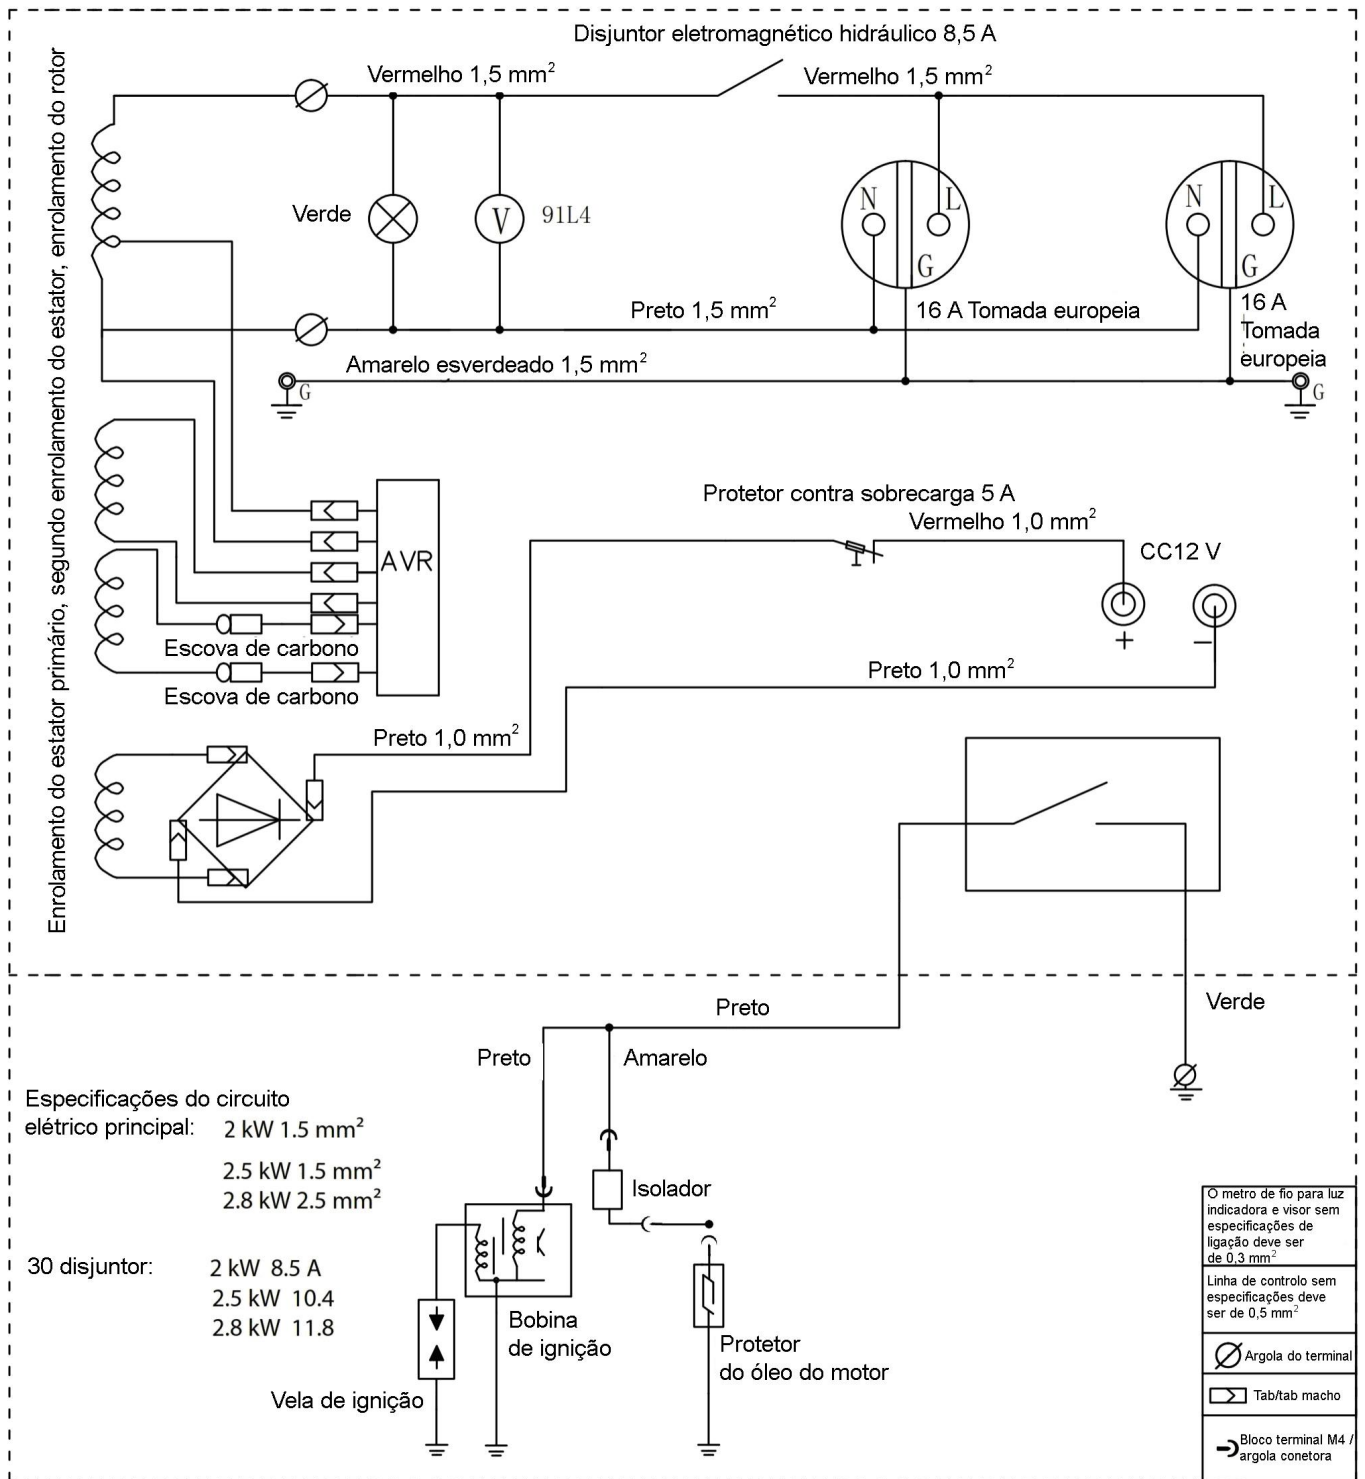 Disjuntor eletromagnético hidráulico 8,5 A
Vermelho 1,5 mm²
Vermelho 1,5 mm²
Enrolamento do estator primário, segundo enrolamento do estator, enrolamento do rotor
Verde
V
91L4
N
L
G
N
L
G
Preto 1,5 mm²
16 A Tomada europeia
16 A
Tomada
europeia
Amarelo esverdeado 1,5 mm²
G
G
Protetor contra sobrecarga 5 A
Vermelho 1,0 mm²
CC12 V
AVR
+
−
Escova de carbono
Escova de carbono
Preto 1,0 mm²
Preto 1,0 mm²
Preto
Verde
Preto
Amarelo
Especificações do circuito
elétrico principal:
2 kW 1.5 mm²
2.5 kW 1.5 mm²
2.8 kW 2.5 mm²
Isolador
30 disjuntor:
2 kW 8.5 A
2.5 kW 10.4
2.8 kW 11.8
Bobina
de ignição
Protetor
do óleo do motor
Vela de ignição
O metro de fio para luz
indicadora e visor sem
especificações de
ligação deve ser
de 0,3 mm²
Linha de controlo sem
especificações deve
ser de 0,5 mm²
Argola do terminal
Tab/tab macho
Bloco terminal M4 /
argola conetora